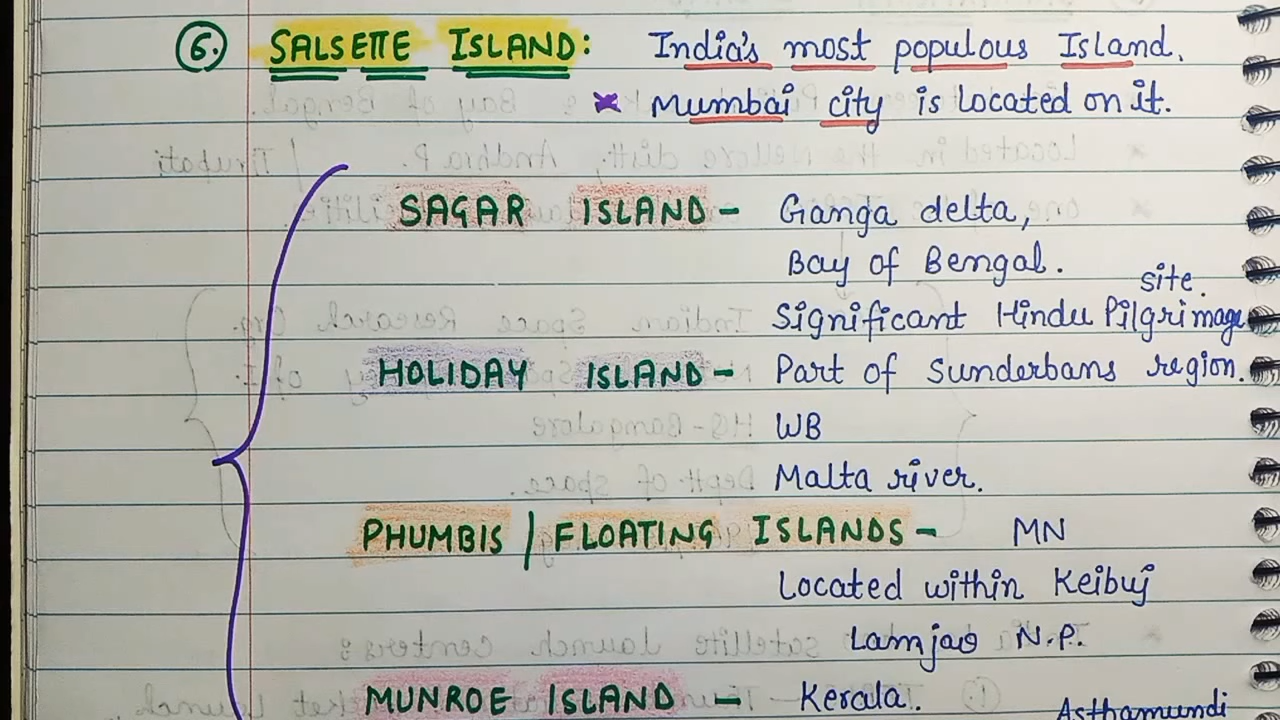 6. SALSETTE ISLAND: India's most populous Island.
Mumbai city is located on it.
SAGAR ISLAND - Ganga delta,
Bay of Bengal.
Significant Hindu Pilgrimage site.
HOLIDAY ISLAND - Part of Sunderbans region.
WB
Malta river.
PHUMBIS / FLOATING ISLANDS - MN
Located within Keibuj
Lamjao N.P.
MUNROE ISLAND - Kerala.
Asthamundi